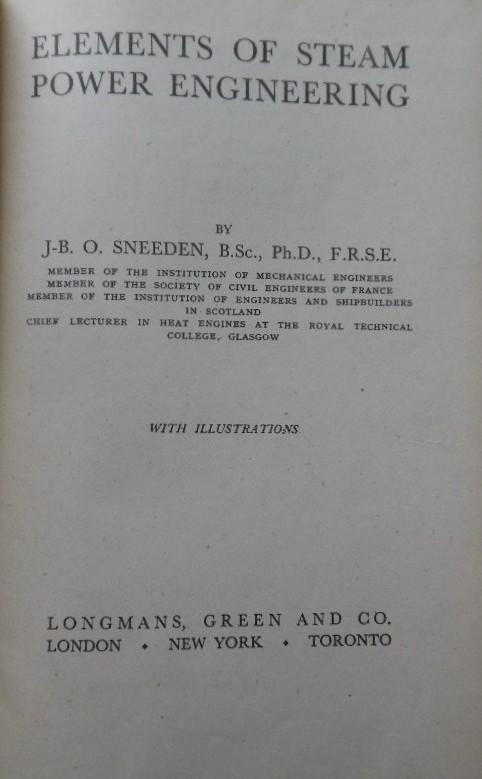 ELEMENTS OF STEAM
POWER ENGINEERING
BY
J-B. O. SNEEDEN, B.Sc., Ph.D., F.R.S.E.
MEMBER OF THE INSTITUTION OF MECHANICAL ENGINEERS
MEMBER OF THE SOCIETY OF CIVIL ENGINEERS OF FRANCE
MEMBER OF THE INSTITUTION OF ENGINEERS AND SHIPBUILDERS
IN SCOTLAND
CHIEF LECTURER IN HEAT ENGINES AT THE ROYAL TECHNICAL
COLLEGE, GLASGOW
WITH ILLUSTRATIONS
LONGMANS, GREEN AND CO.
LONDON ⬩ NEW YORK ⬩ TORONTO